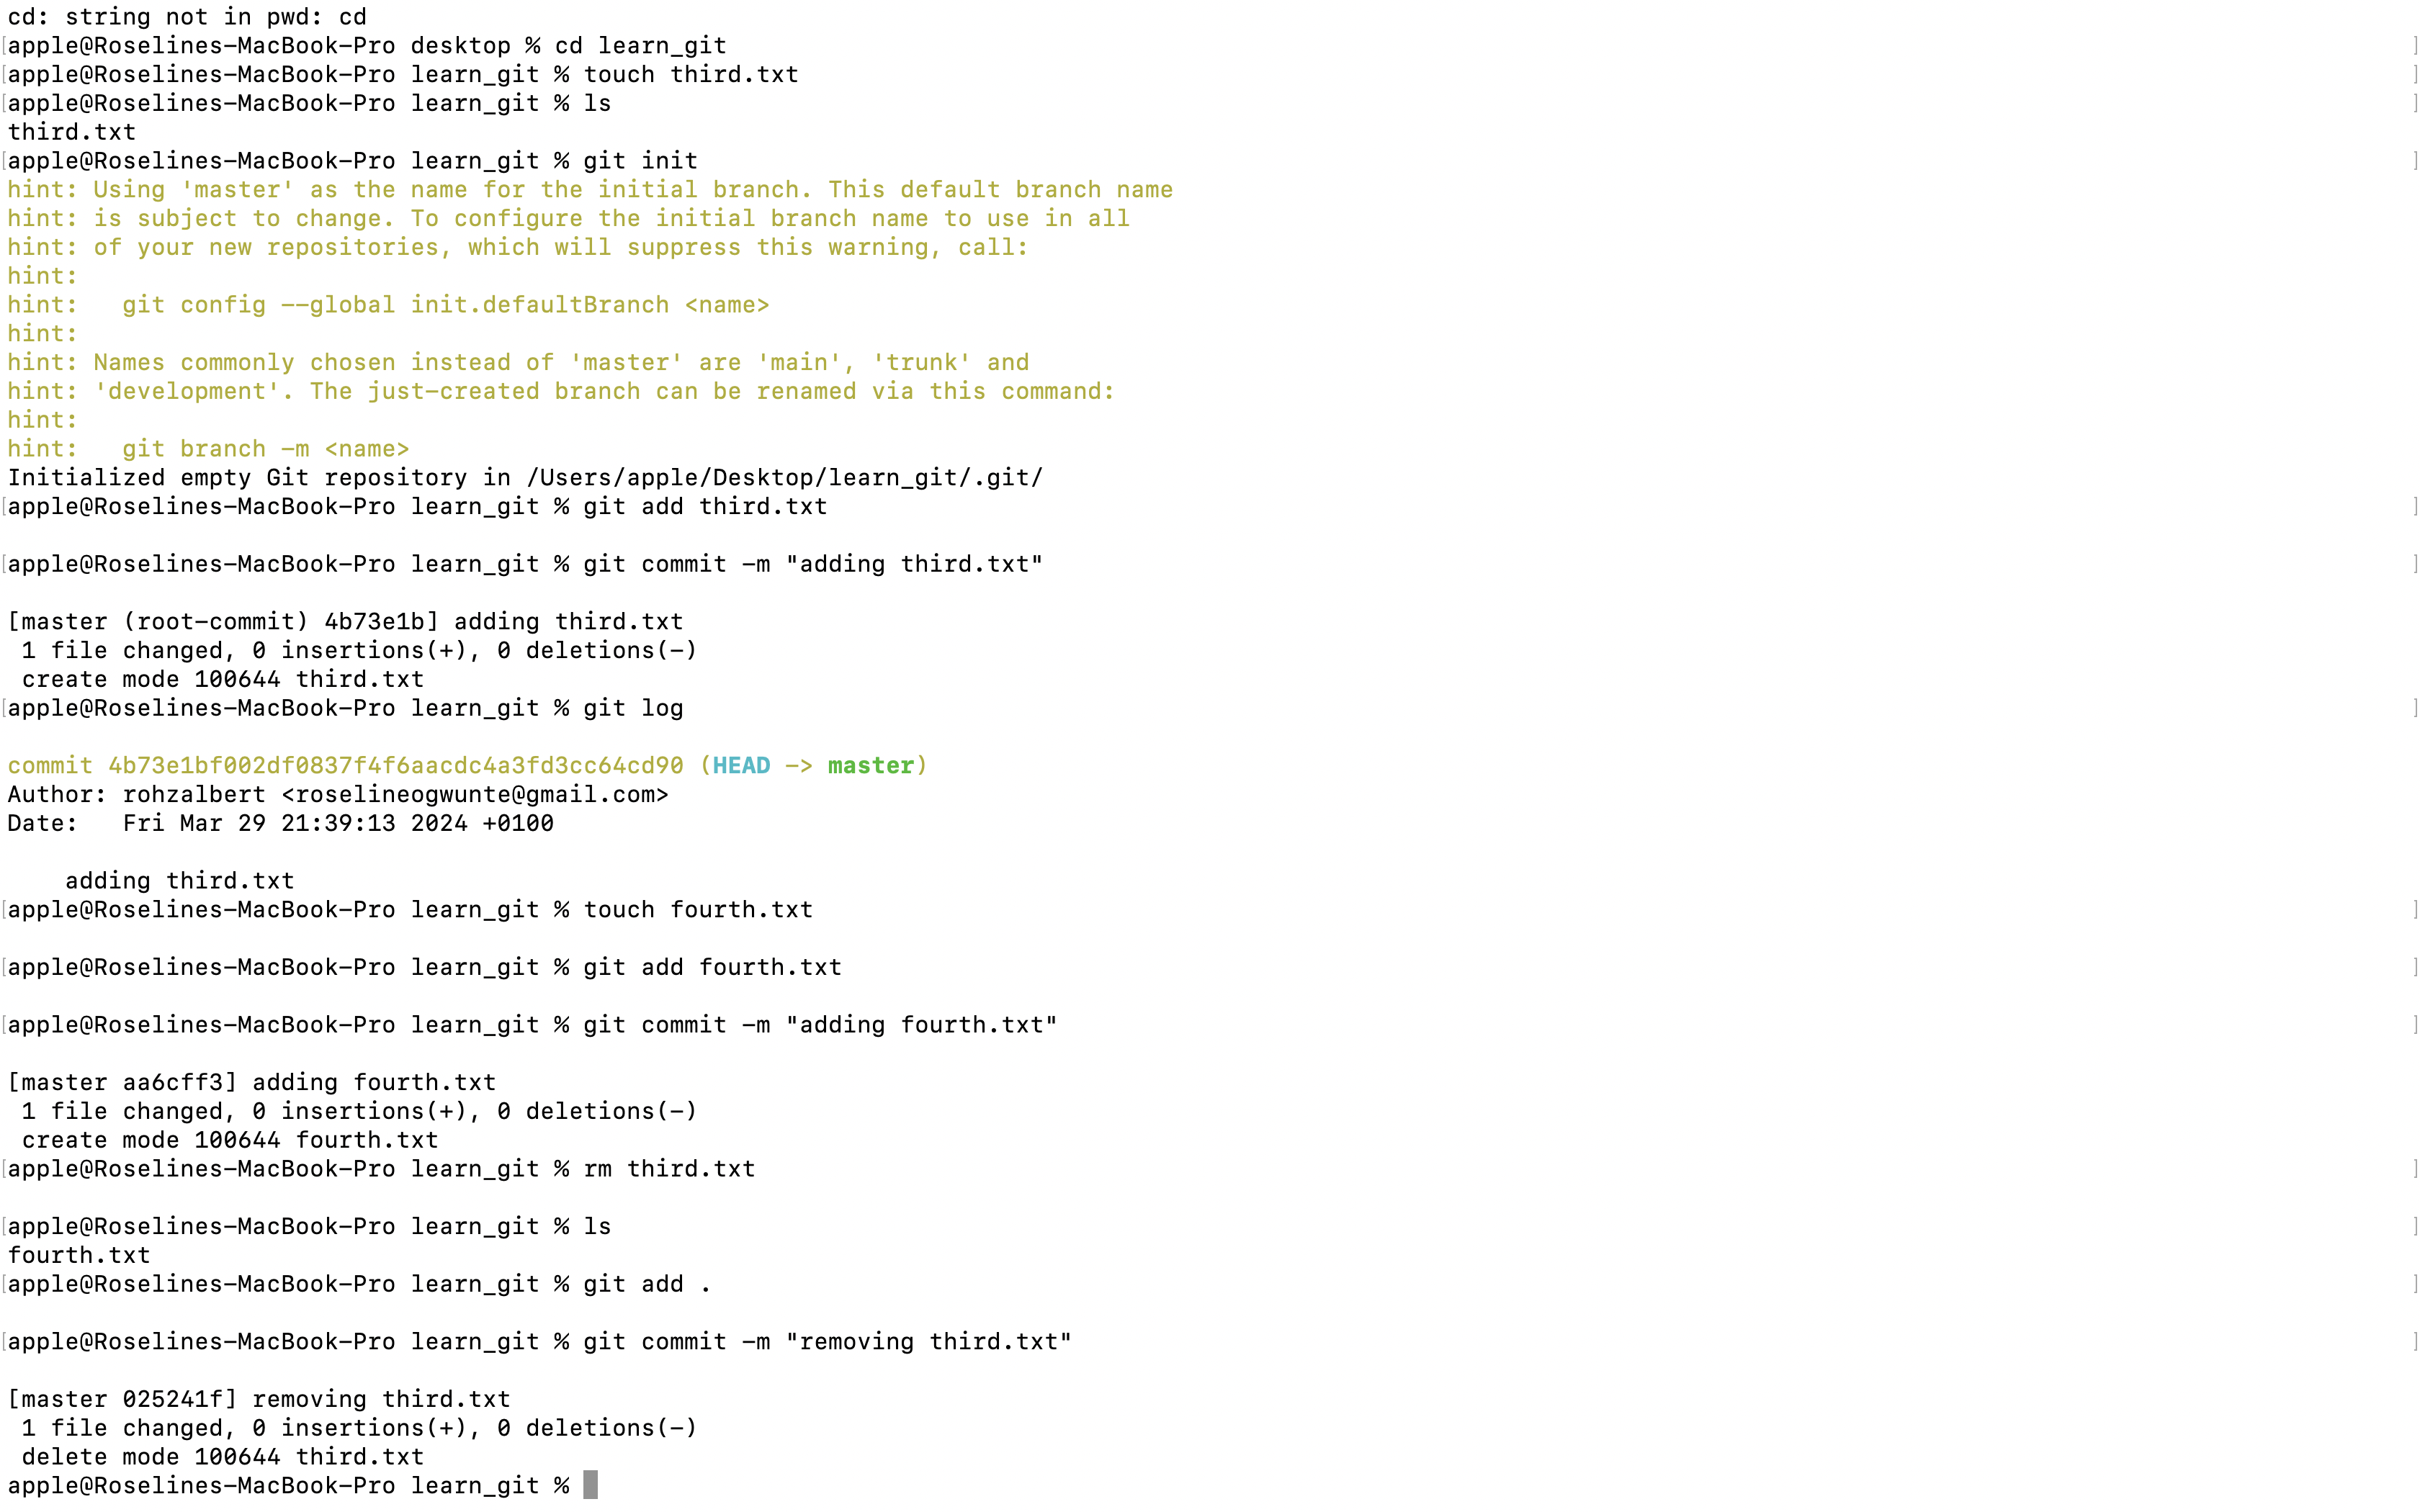 cd: string not in pwd: cd
[apple@Roselines-MacBook-Pro desktop % cd learn_git ]
[apple@Roselines-MacBook-Pro learn_git % touch third.txt ]
[apple@Roselines-MacBook-Pro learn_git % ls ]
third.txt
[apple@Roselines-MacBook-Pro learn_git % git init ]
hint: Using 'master' as the name for the initial branch. This default branch name
hint: is subject to change. To configure the initial branch name to use in all
hint: of your new repositories, which will suppress this warning, call:
hint:
hint:   git config --global init.defaultBranch <name>
hint:
hint: Names commonly chosen instead of 'master' are 'main', 'trunk' and
hint: 'development'. The just-created branch can be renamed via this command:
hint:
hint:   git branch -m <name>
Initialized empty Git repository in /Users/apple/Desktop/learn_git/.git/
[apple@Roselines-MacBook-Pro learn_git % git add third.txt ]
[apple@Roselines-MacBook-Pro learn_git % git commit -m "adding third.txt" ]
[master (root-commit) 4b73e1b] adding third.txt
 1 file changed, 0 insertions(+), 0 deletions(-)
 create mode 100644 third.txt
[apple@Roselines-MacBook-Pro learn_git % git log ]
commit 4b73e1bf002df0837f4f6aacdc4a3fd3cc64cd90 (HEAD -> master)
Author: rohzalbert <roselineogwunte@gmail.com>
Date:   Fri Mar 29 21:39:13 2024 +0100
    adding third.txt
[apple@Roselines-MacBook-Pro learn_git % touch fourth.txt ]
[apple@Roselines-MacBook-Pro learn_git % git add fourth.txt ]
[apple@Roselines-MacBook-Pro learn_git % git commit -m "adding fourth.txt" ]
[master aa6cff3] adding fourth.txt
 1 file changed, 0 insertions(+), 0 deletions(-)
 create mode 100644 fourth.txt
[apple@Roselines-MacBook-Pro learn_git % rm third.txt ]
[apple@Roselines-MacBook-Pro learn_git % ls ]
fourth.txt
[apple@Roselines-MacBook-Pro learn_git % git add . ]
[apple@Roselines-MacBook-Pro learn_git % git commit -m "removing third.txt" ]
[master 025241f] removing third.txt
 1 file changed, 0 insertions(+), 0 deletions(-)
 delete mode 100644 third.txt
apple@Roselines-MacBook-Pro learn_git %